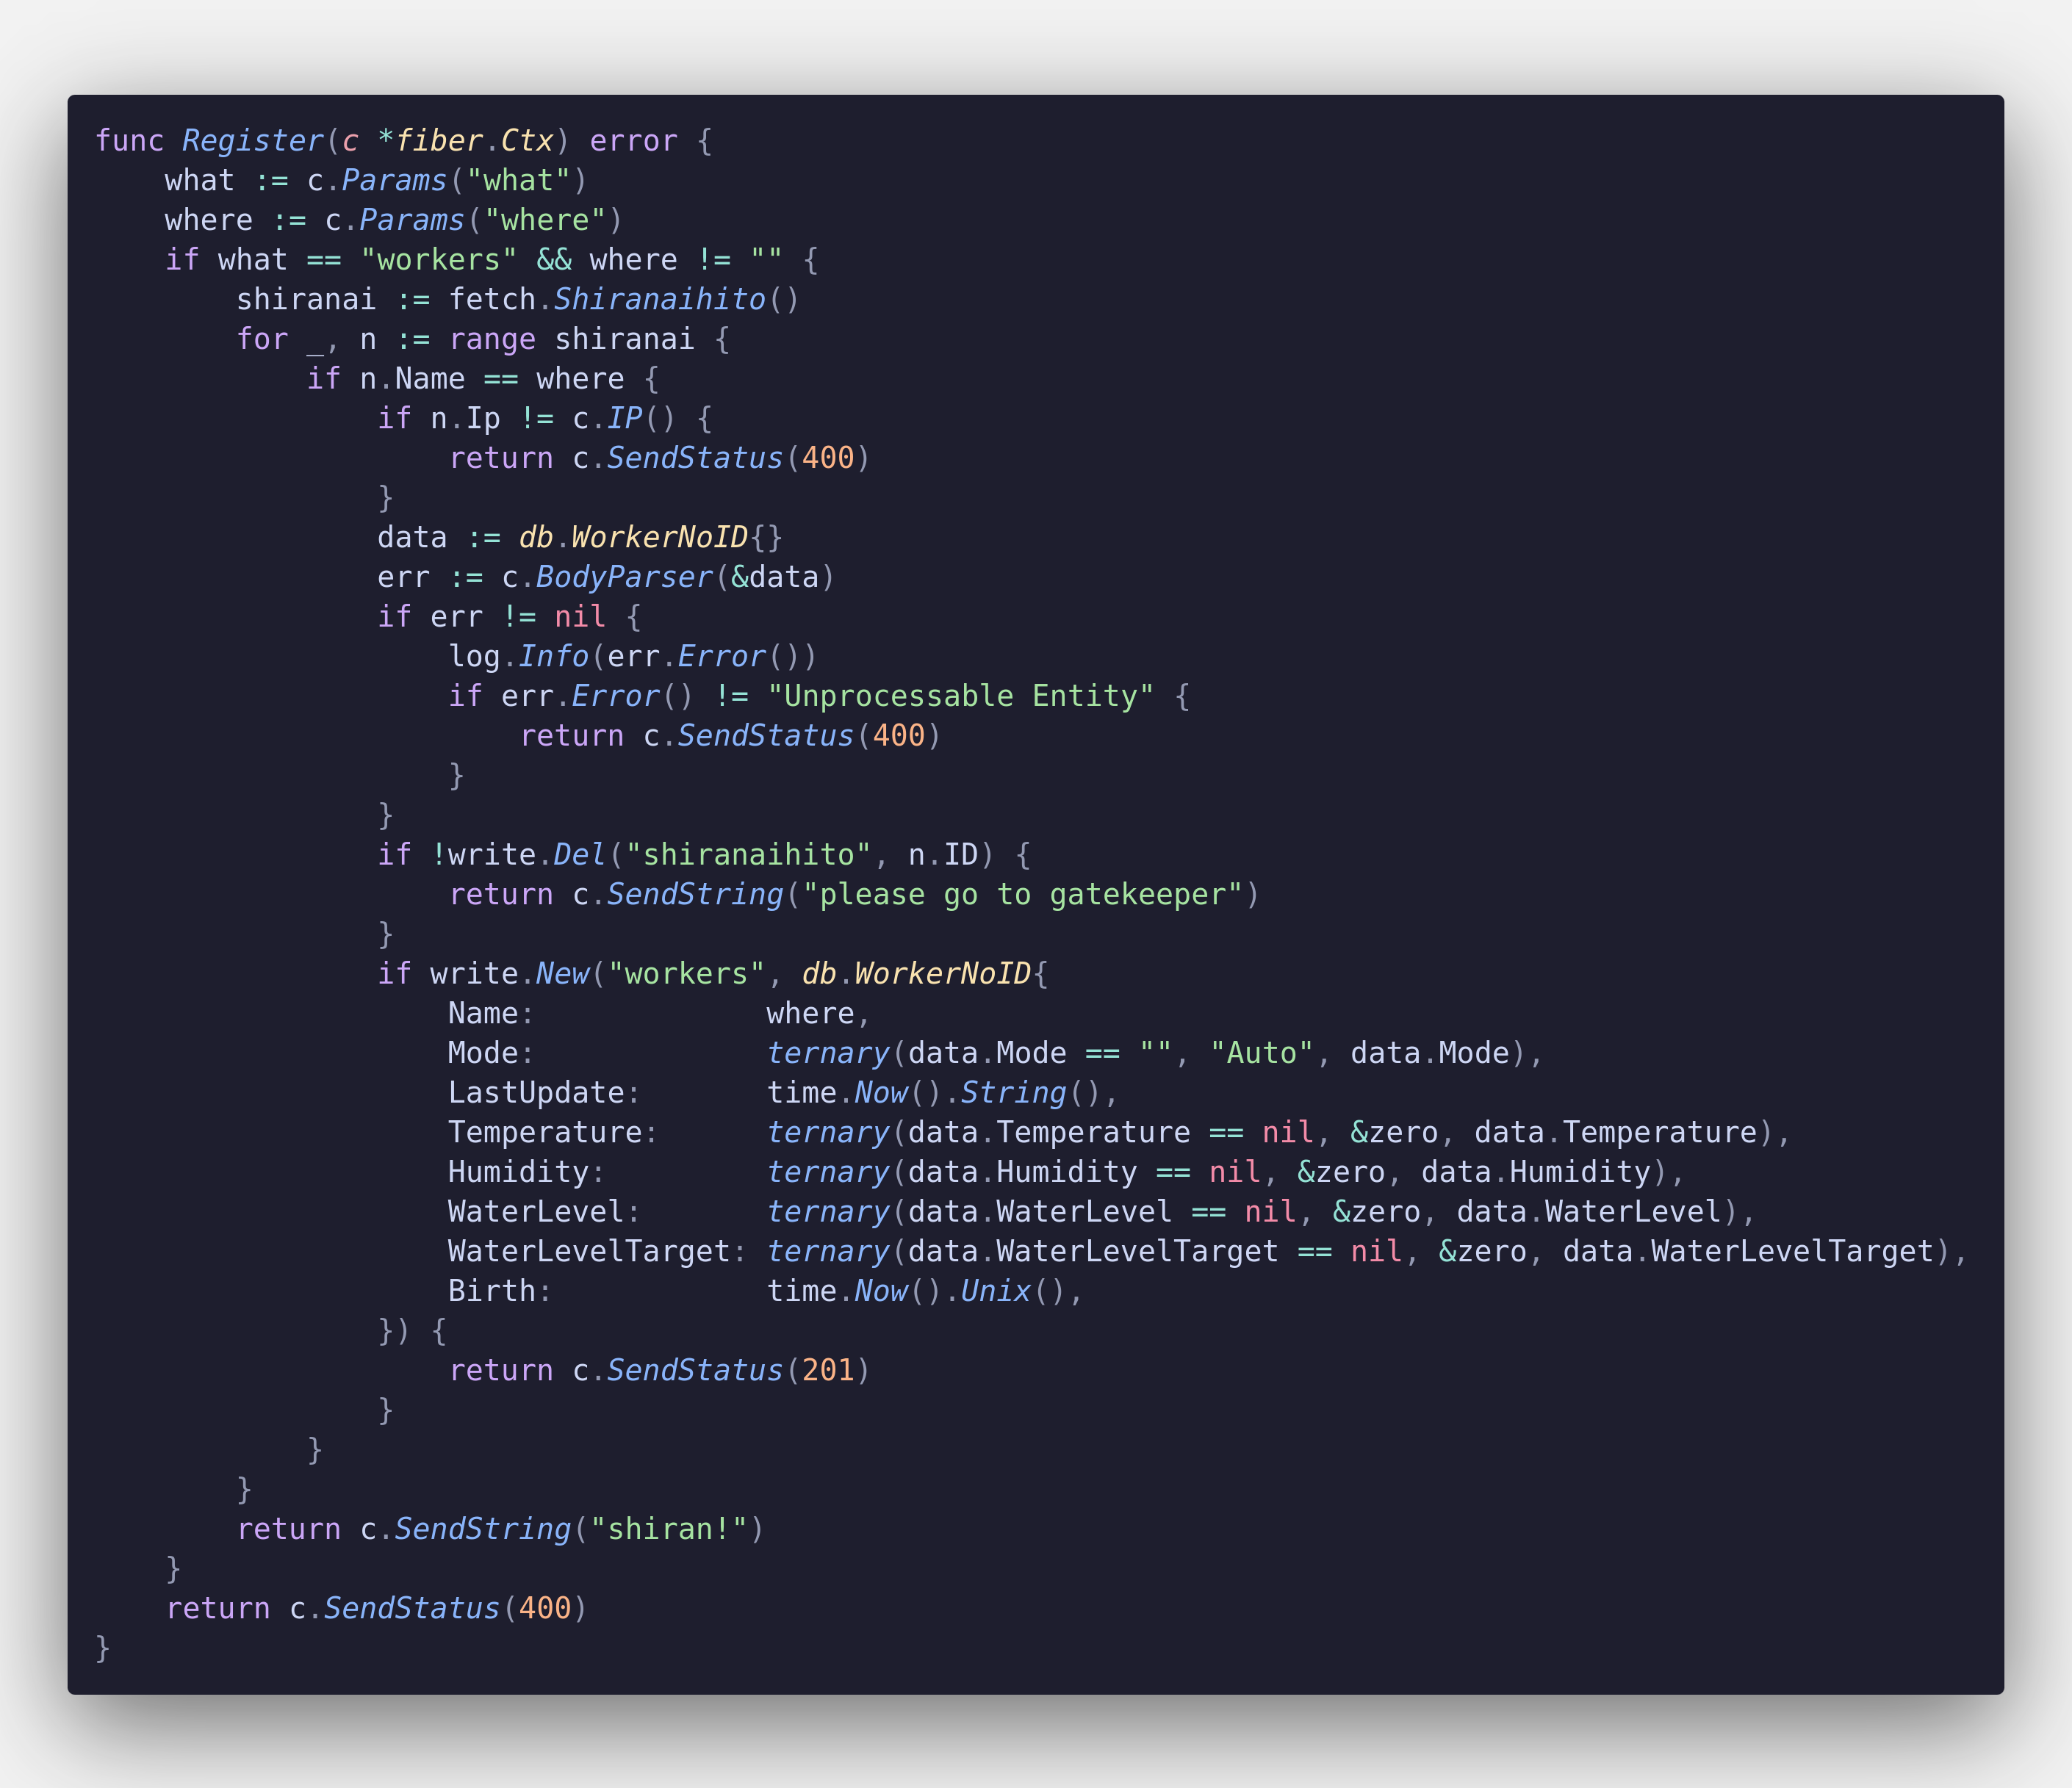 func Register(c *fiber.Ctx) error {
    what := c.Params("what")
    where := c.Params("where")
    if what == "workers" && where != "" {
        shiranai := fetch.Shiranaihito()
        for _, n := range shiranai {
            if n.Name == where {
                if n.Ip != c.IP() {
                    return c.SendStatus(400)
                }
                data := db.WorkerNoID{}
                err := c.BodyParser(&data)
                if err != nil {
                    log.Info(err.Error())
                    if err.Error() != "Unprocessable Entity" {
                        return c.SendStatus(400)
                    }
                }
                if !write.Del("shiranaihito", n.ID) {
                    return c.SendString("please go to gatekeeper")
                }
                if write.New("workers", db.WorkerNoID{
                    Name:             where,
                    Mode:             ternary(data.Mode == "", "Auto", data.Mode),
                    LastUpdate:       time.Now().String(),
                    Temperature:      ternary(data.Temperature == nil, &zero, data.Temperature),
                    Humidity:         ternary(data.Humidity == nil, &zero, data.Humidity),
                    WaterLevel:       ternary(data.WaterLevel == nil, &zero, data.WaterLevel),
                    WaterLevelTarget: ternary(data.WaterLevelTarget == nil, &zero, data.WaterLevelTarget),
                    Birth:            time.Now().Unix(),
                }) {
                    return c.SendStatus(201)
                }
            }
        }
        return c.SendString("shiran!")
    }
    return c.SendStatus(400)
}